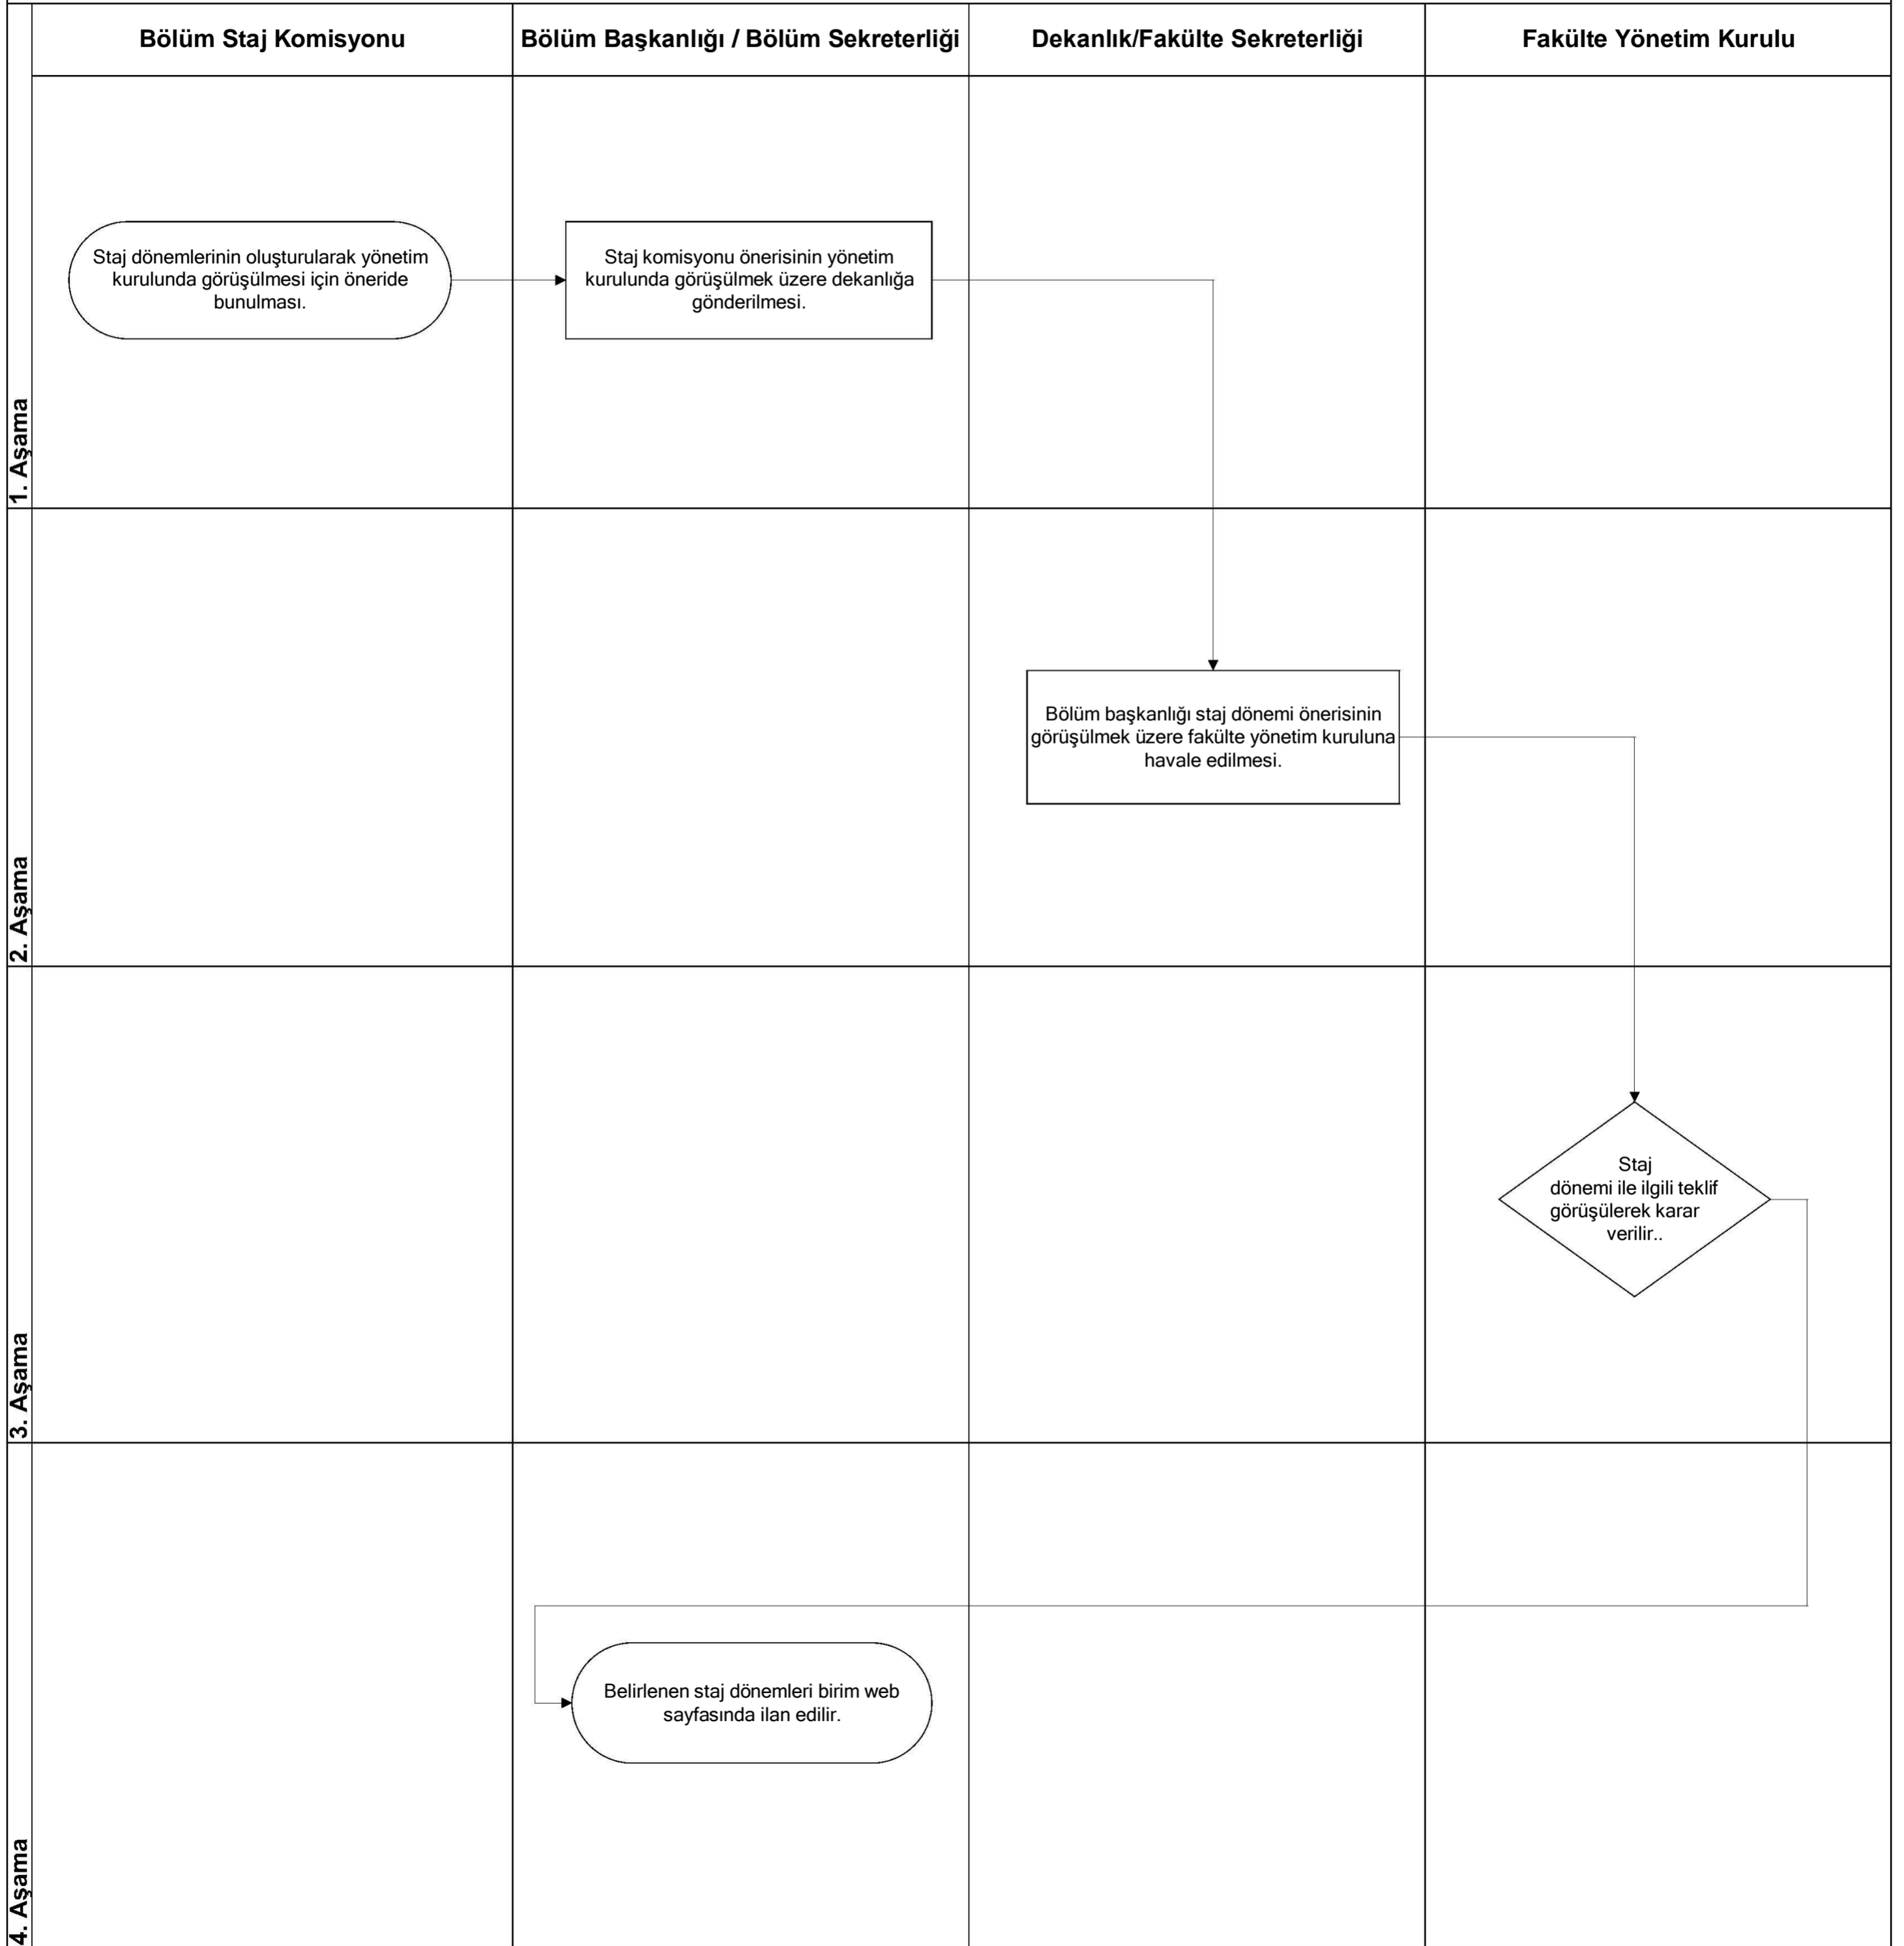 Bölüm Staj Komisyonu
Bölüm Başkanlığı / Bölüm Sekreterliği
Dekanlık/Fakülte Sekreterliği
Fakülte Yönetim Kurulu
1. Aşama
Staj dönemlerinin oluşturularak yönetim
kurulunda görüşülmesi için öneride
bunulması.
Staj komisyonu önerisinin yönetim
kurulunda görüşülmek üzere dekanlığa
gönderilmesi.
2. Aşama
Bölüm başkanlığı staj dönemi önerisinin
görüşülmek üzere fakülte yönetim kuruluna
havale edilmesi.
3. Aşama
Staj
dönemi ile ilgili teklif
görüşülerek karar
verilir..
4. Aşama
Belirlenen staj dönemleri birim web
sayfasında ilan edilir.